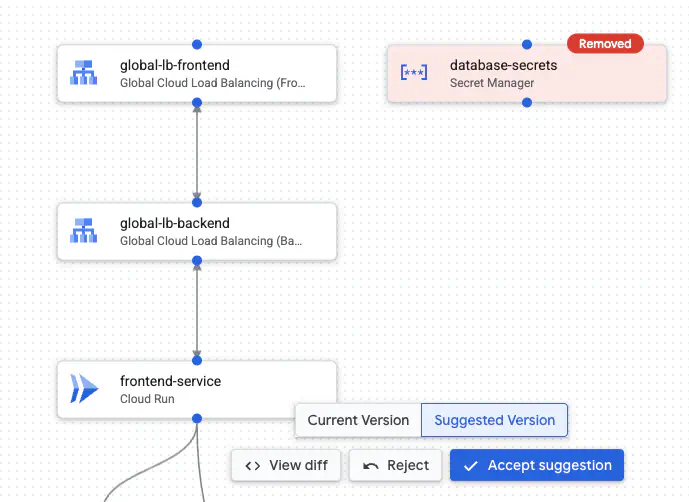 global-lb-frontend
Global Cloud Load Balancing (Fro...
Removed
database-secrets
Secret Manager
global-lb-backend
Global Cloud Load Balancing (Ba...
frontend-service
Cloud Run
Current Version
Suggested Version
View diff
Reject
Accept suggestion